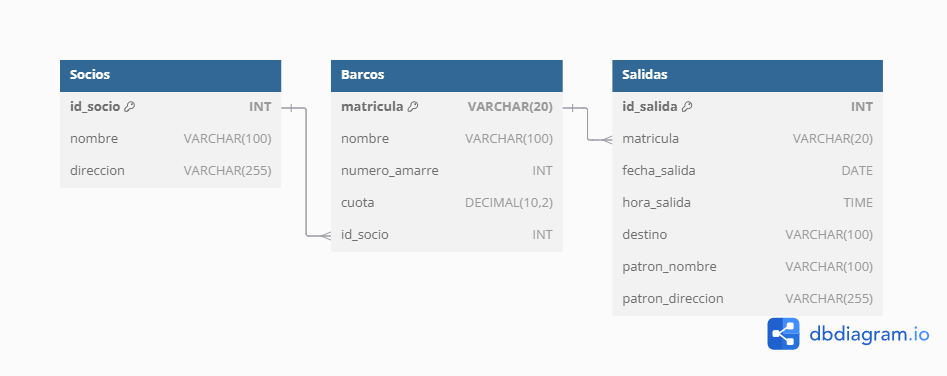 Socios
id_socio INT
nombre VARCHAR(100)
direccion VARCHAR(255)
Barcos
matricula VARCHAR(20)
nombre VARCHAR(100)
numero_amarre INT
cuota DECIMAL(10,2)
id_socio INT
Salidas
id_salida INT
matricula VARCHAR(20)
fecha_salida DATE
hora_salida TIME
destino VARCHAR(100)
patron_nombre VARCHAR(100)
patron_direccion VARCHAR(255)
dbdiagram.io